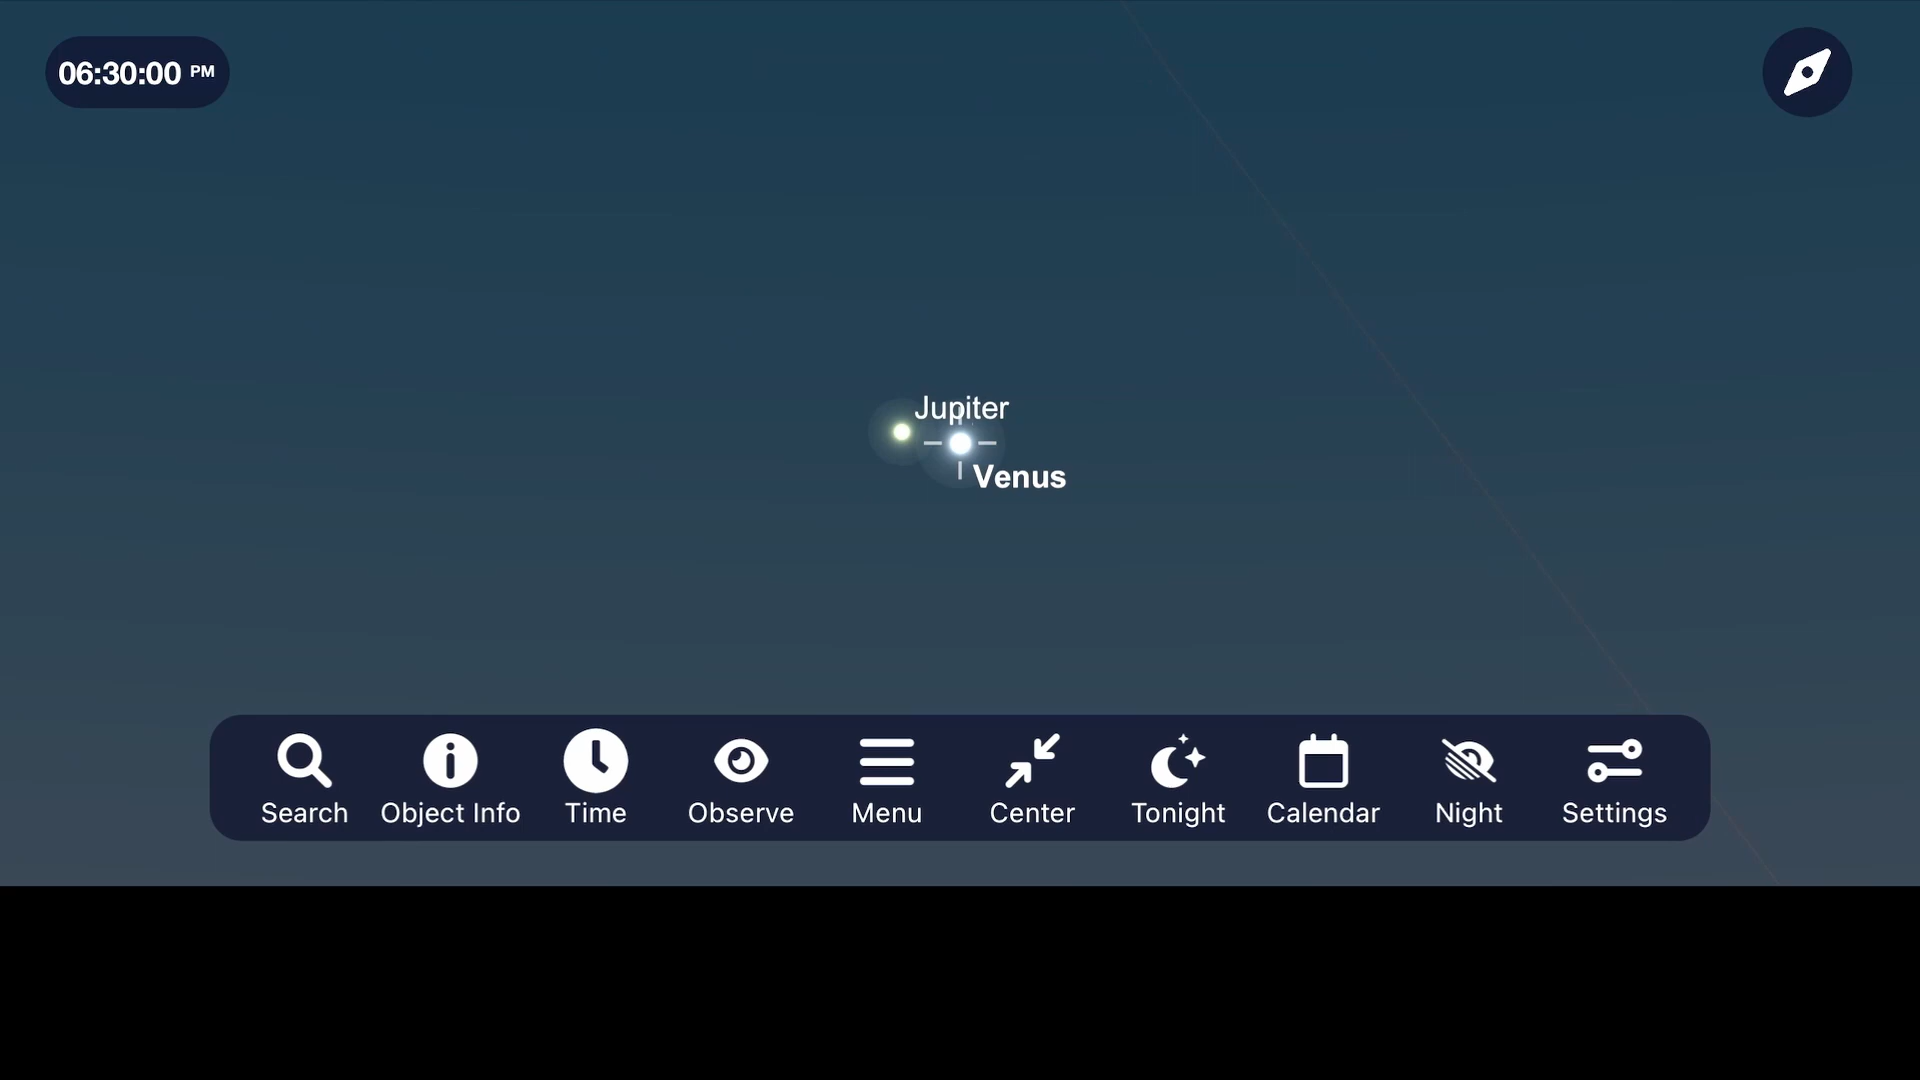 06:30:00 PM
Jupiter
Venus
Search
Object Info
Time
Observe
Menu
Center
Tonight
Calendar
Night
Settings